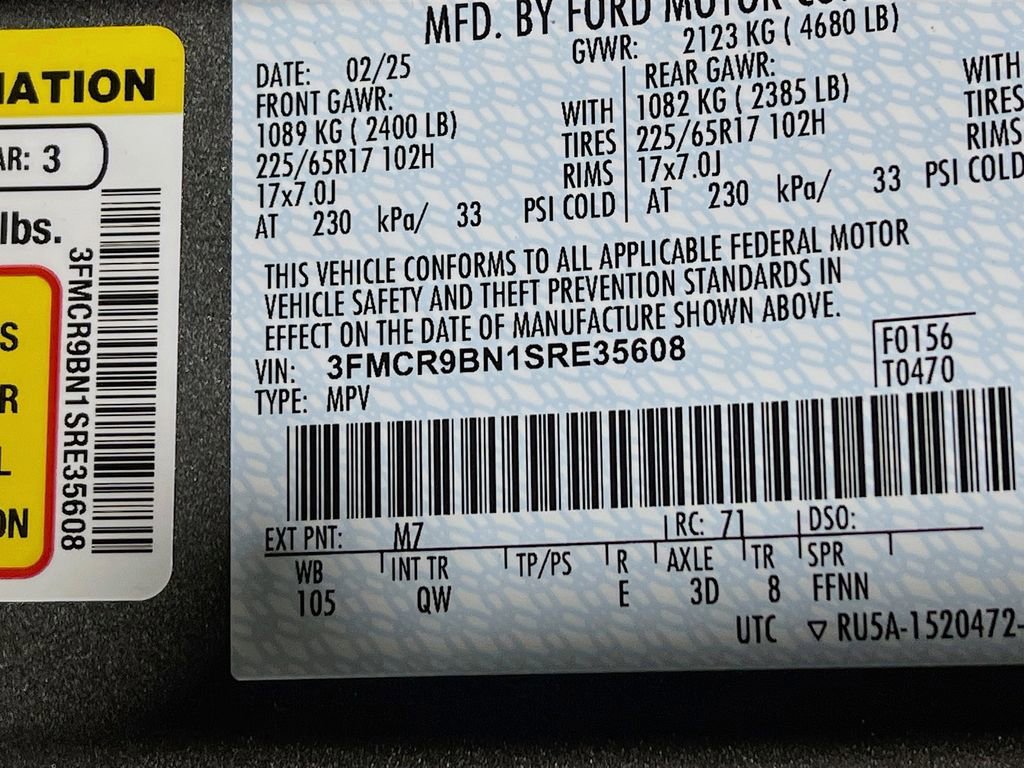 MFD. BY FORD MOTOR CO
GVWR: 2123 KG ( 4680 LB)
DATE: 02/25
FRONT GAWR:
1089 KG ( 2400 LB) WITH
225/65R17 102H TIRES
17x7.0J RIMS
AT 230 kPa/ 33 PSI COLD
REAR GAWR: WITH
1082 KG ( 2385 LB) TIRES
225/65R17 102H RIMS
17x7.0J
AT 230 kPa/ 33 PSI COLD
THIS VEHICLE CONFORMS TO ALL APPLICABLE FEDERAL MOTOR
VEHICLE SAFETY AND THEFT PREVENTION STANDARDS IN
EFFECT ON THE DATE OF MANUFACTURE SHOWN ABOVE.
VIN: 3FMCR9BN1SRE35608
TYPE: MPV
F0156
T0470
EXT PNT: M7 RC: 71 DSO:
WB INT TR TP/PS R AXLE TR SPR
105 QW E 3D 8 FFNN
UTC ▽ RU5A-1520472-
IATION
AR: 3
lbs.
S
R
L
ON
3FMCR9BN1SRE35608